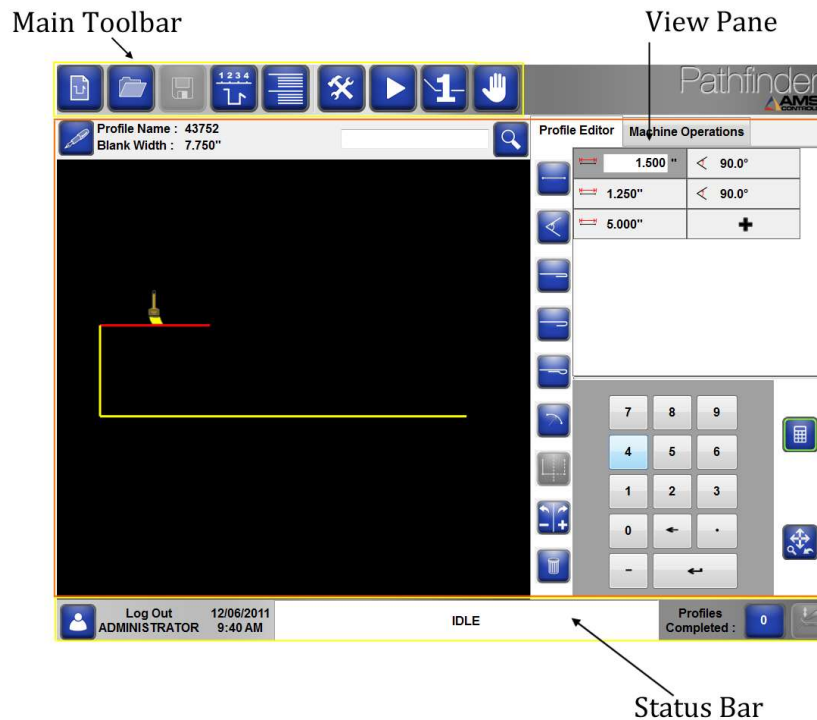 Main Toolbar
View Pane
1 2 3 4
1
Pathfinder
AMS
CONTROLS
Profile Name : 43752
Blank Width : 7.750"
Profile Editor Machine Operations
1.500 " 90.0°
1.250" 90.0°
5.000"
7 8 9
4 5 6
1 2 3
0 .
-
Log Out 12/06/2011
ADMINISTRATOR 9:40 AM
IDLE
Profiles
Completed : 0
Status Bar